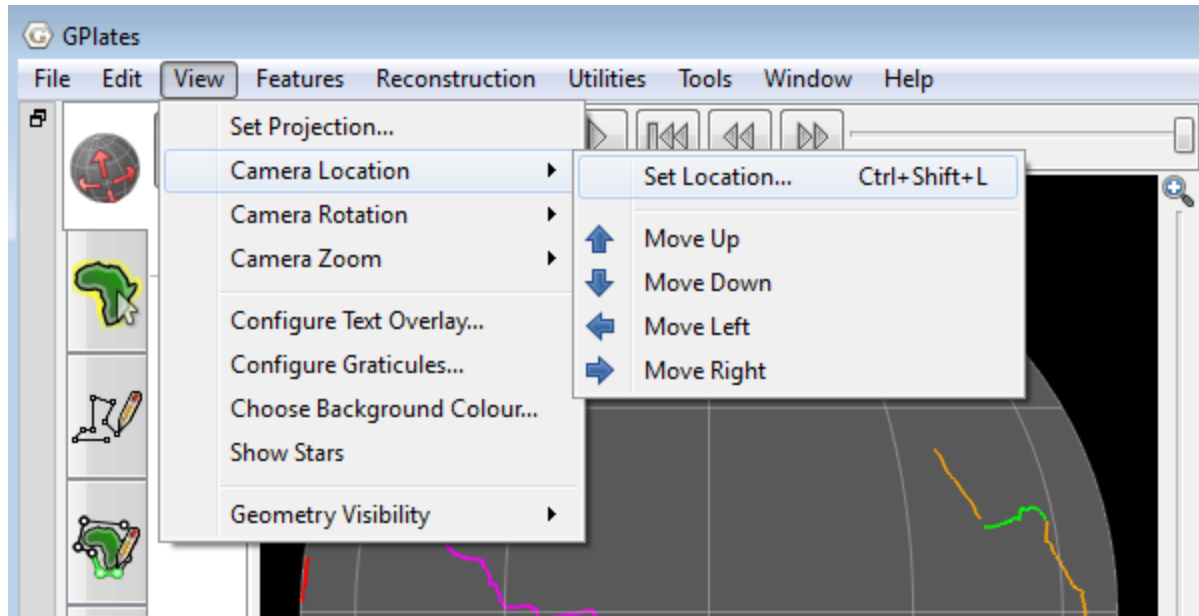 GPlates
File Edit View Features Reconstruction Utilities Tools Window Help
Set Projection...
Camera Location
Camera Rotation
Camera Zoom
Configure Text Overlay...
Configure Graticules...
Choose Background Colour...
Show Stars
Geometry Visibility
Set Location... Ctrl+Shift+L
Move Up
Move Down
Move Left
Move Right